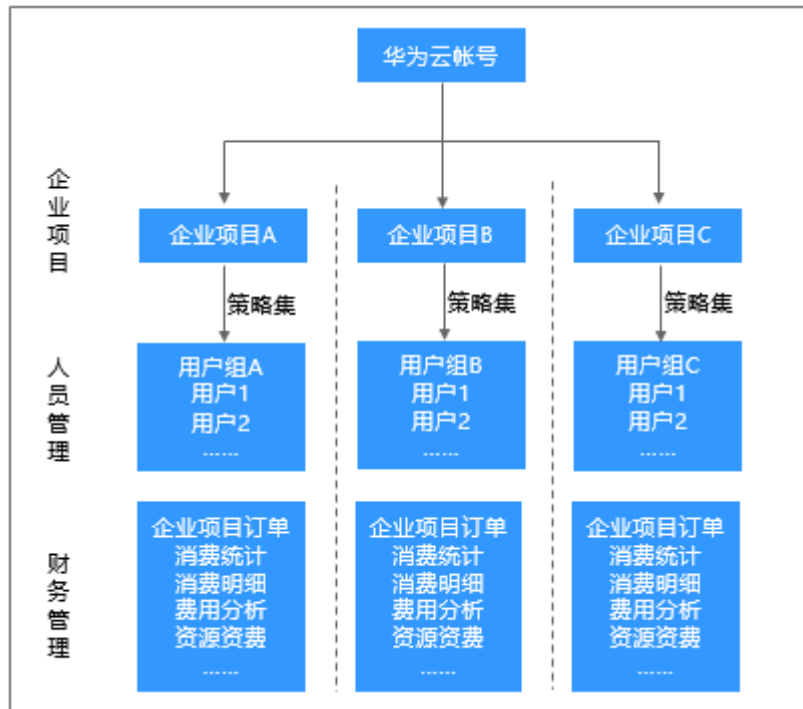 华为云帐号
企业项目
企业项目A
企业项目B
企业项目C
策略集
策略集
策略集
人员管理
用户组A
用户1
用户2
……
用户组B
用户1
用户2
……
用户组C
用户1
用户2
……
财务管理
企业项目订单
消费统计
消费明细
费用分析
资源资费
……
企业项目订单
消费统计
消费明细
费用分析
资源资费
……
企业项目订单
消费统计
消费明细
费用分析
资源资费
……